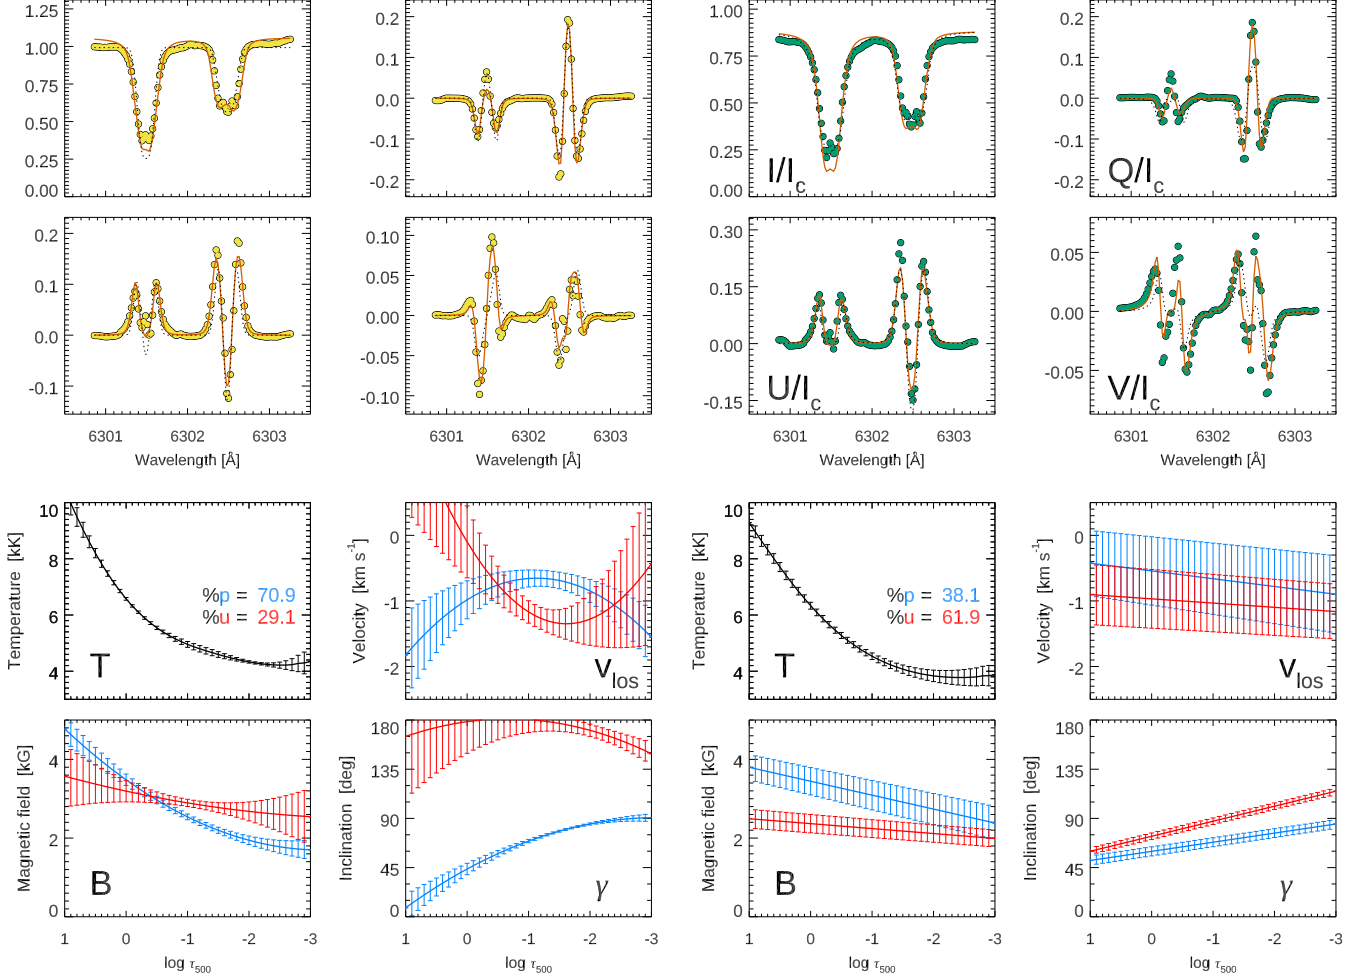 1.25
1.00
0.75
0.50
0.25
0.00
0.2
0.1
0.0
-0.1
-0.2
1.00
0.75
0.50
0.25
0.00
I/Ic
0.2
0.1
0.0
-0.1
-0.2
Q/Ic
0.2
0.1
0.0
-0.1
6301 6302 6303
Wavelength [Å]
0.10
0.05
0.00
-0.05
-0.10
6301 6302 6303
Wavelength [Å]
0.30
0.15
0.00
-0.15
U/Ic
6301 6302 6303
Wavelength [Å]
0.05
0.00
-0.05
V/Ic
6301 6302 6303
Wavelength [Å]
Temperature [kK]
10
8
6
4
%p = 70.9
%u = 29.1
T
Velocity [km s-1]
0
-1
-2
vlos
Temperature [kK]
10
8
6
4
%p = 38.1
%u = 61.9
T
Velocity [km s-1]
0
-1
-2
vlos
Magnetic field [kG]
4
2
0
B
1 0 -1 -2 -3
log τ500
Inclination [deg]
180
135
90
45
0
γ
1 0 -1 -2 -3
log τ500
Magnetic field [kG]
4
2
0
B
1 0 -1 -2 -3
log τ500
Inclination [deg]
180
135
90
45
0
γ
1 0 -1 -2 -3
log τ500